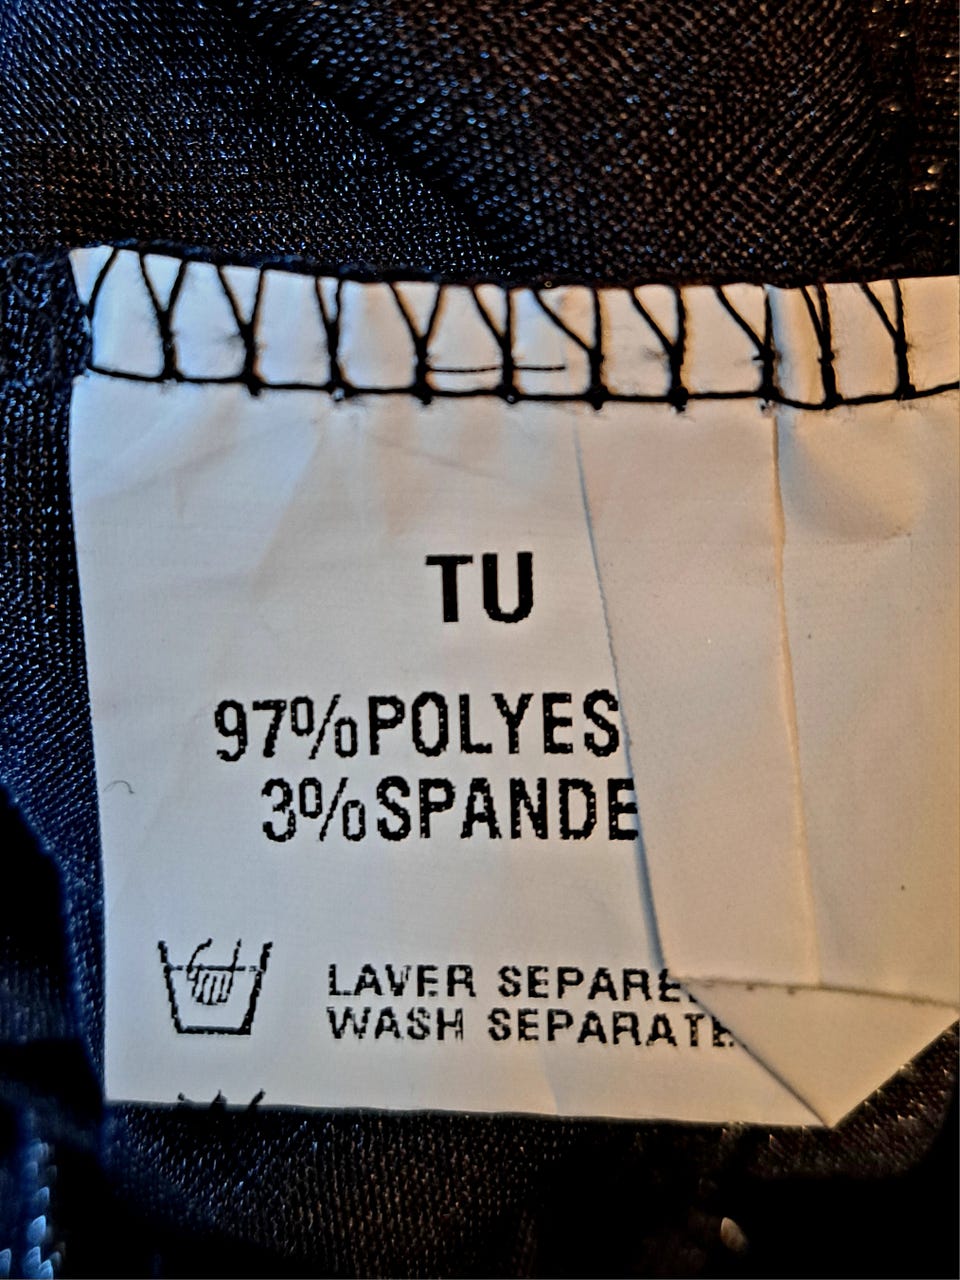 TU
97%POLYES
3%SPANDE
LAVER SEPARE
WASH SEPARATE